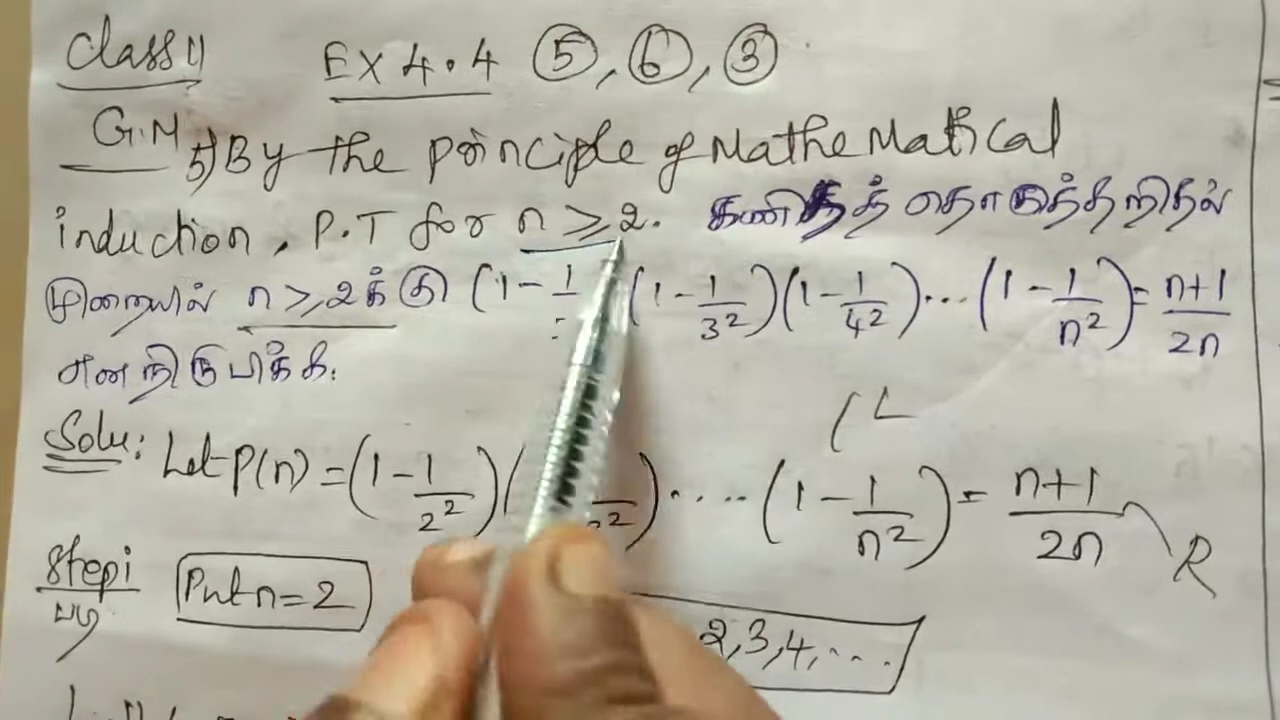 Class 11 EX 4.4 ⑤, ⑥, ③
G.M 5) By the principle of Mathematical
induction, P.T for n ≥ 2. கணிதத் தொகுத்தறிதல்
முறையில் n ≥ 2க்கு (1 - 1/ (1 - 1/3²)(1 - 1/4²)...(1 - 1/n²) = n+1/2n
என நிரூபிக்க.
(L
Solu: Let P(n) = (1 - 1/2²)( ²)..... (1 - 1/n²) = n+1/2n R
Step i Put n = 2 2,3,4,...
படி